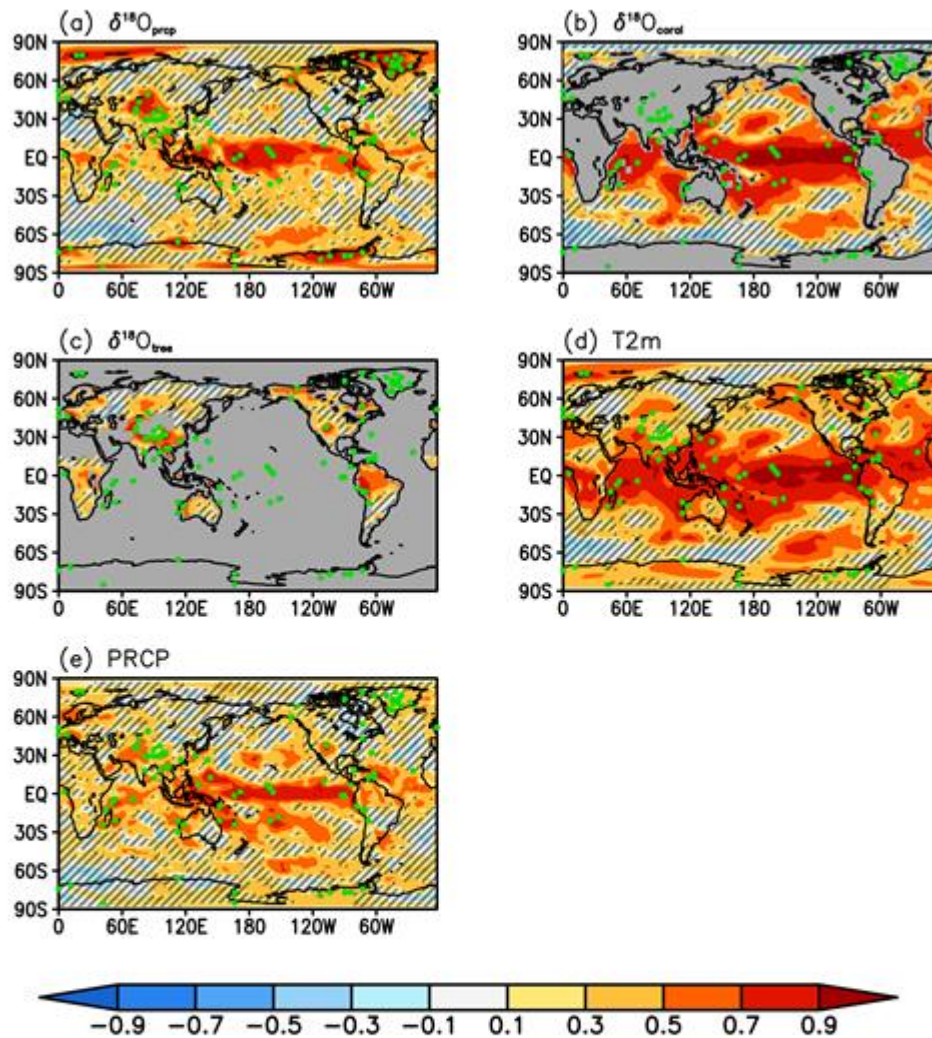 (a) δ¹⁸Oprcp
(b) δ¹⁸Ocoral
90N
60N
30N
EQ
30S
60S
90S
0 60E 120E 180 120W 60W
90N
60N
30N
EQ
30S
60S
90S
0 60E 120E 180 120W 60W
(c) δ¹⁸Otree
(d) T2m
90N
60N
30N
EQ
30S
60S
90S
0 60E 120E 180 120W 60W
90N
60N
30N
EQ
30S
60S
90S
0 60E 120E 180 120W 60W
(e) PRCP
90N
60N
30N
EQ
30S
60S
90S
0 60E 120E 180 120W 60W
−0.9 −0.7 −0.5 −0.3 −0.1 0.1 0.3 0.5 0.7 0.9